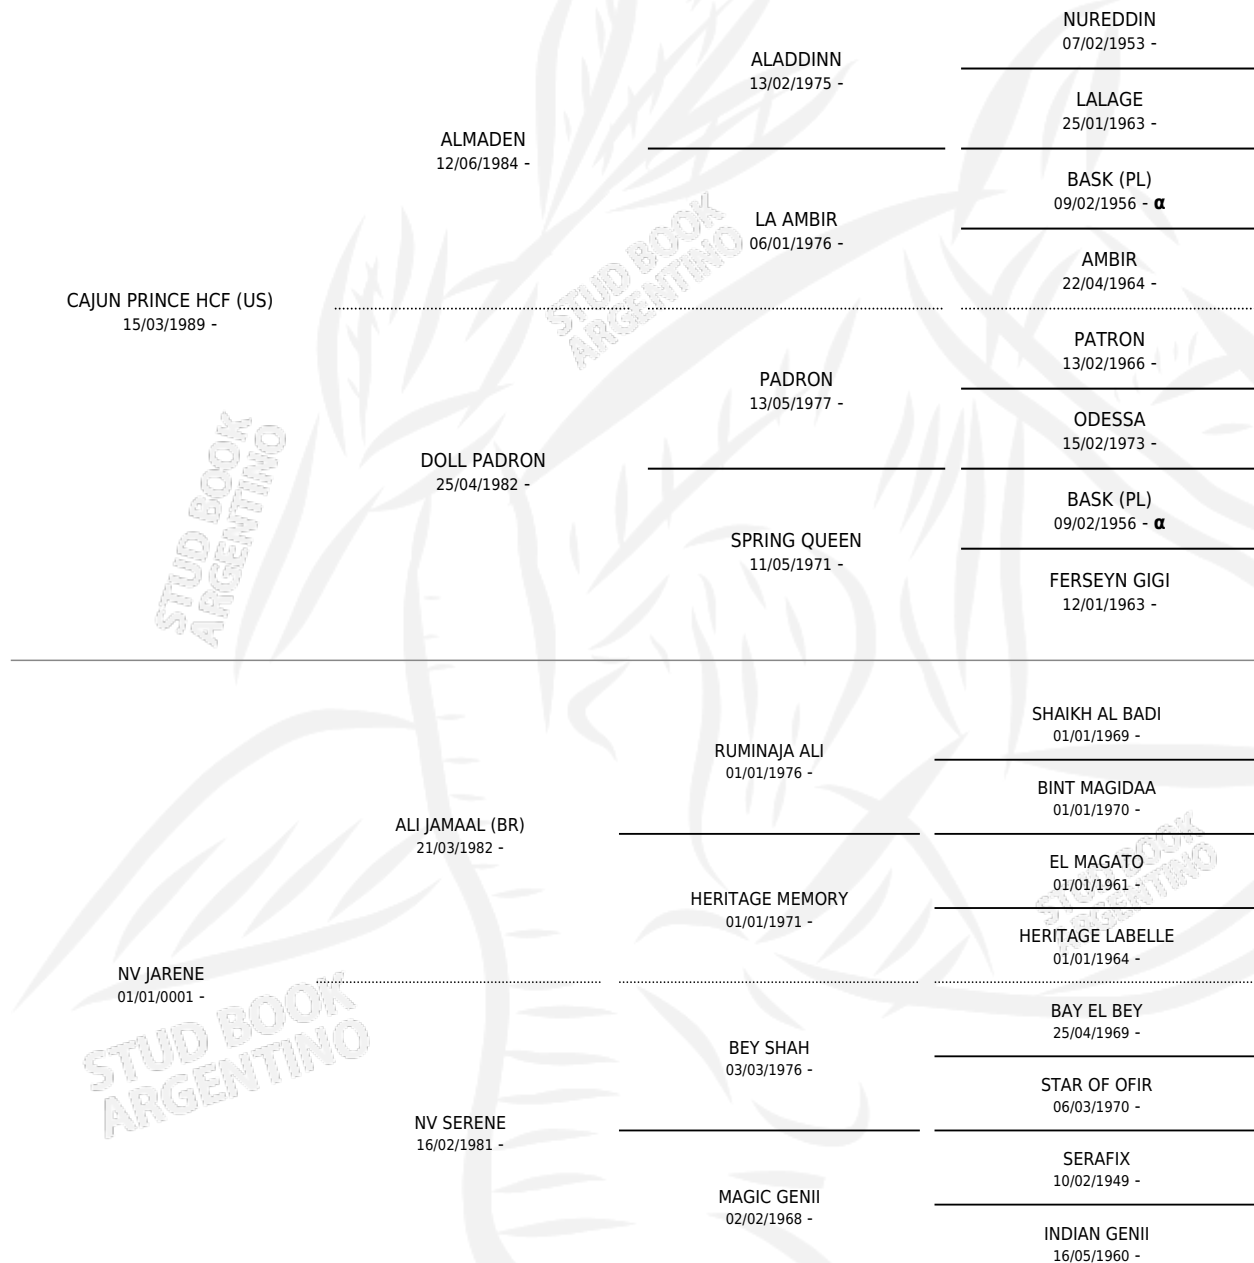 NUREDDIN
07/02/1953 -
ALADDINN
13/02/1975 -
LALAGE
25/01/1963 -
ALMADEN
12/06/1984 -
BASK (PL)
09/02/1956 - α
LA AMBIR
06/01/1976 -
AMBIR
22/04/1964 -
CAJUN PRINCE HCF (US)
15/03/1989 -
PATRON
13/02/1966 -
PADRON
13/05/1977 -
ODESSA
15/02/1973 -
DOLL PADRON
25/04/1982 -
BASK (PL)
09/02/1956 - α
SPRING QUEEN
11/05/1971 -
FERSEYN GIGI
12/01/1963 -
SHAIKH AL BADI
01/01/1969 -
RUMINAJA ALI
01/01/1976 -
BINT MAGIDAA
01/01/1970 -
ALI JAMAAL (BR)
21/03/1982 -
EL MAGATO
01/01/1961 -
HERITAGE MEMORY
01/01/1971 -
HERITAGE LABELLE
01/01/1964 -
NV JARENE
01/01/0001 -
BAY EL BEY
25/04/1969 -
BEY SHAH
03/03/1976 -
STAR OF OFIR
06/03/1970 -
NV SERENE
16/02/1981 -
SERAFIX
10/02/1949 -
MAGIC GENII
02/02/1968 -
INDIAN GENII
16/05/1960 -
STUD BOOK
ARGENTINO
STUD BOOK
ARGENTINO
STUD BOOK
ARGENTINO
STUD BOOK
ARGENTINO